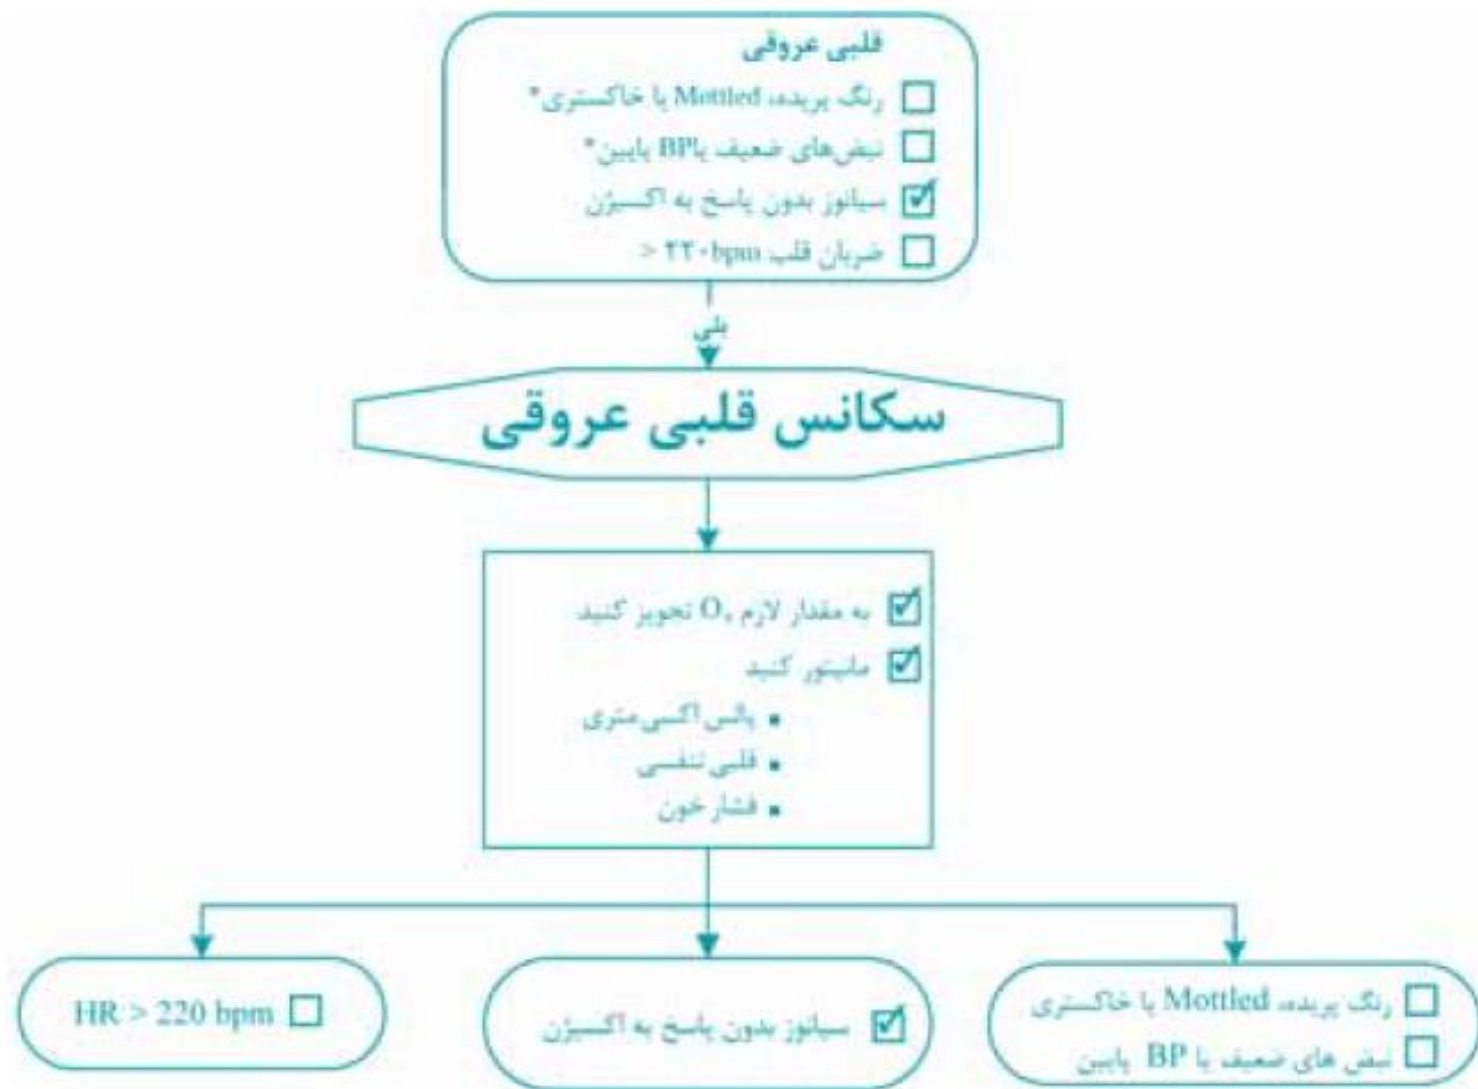 قلبی عروقی
رنگ پریده، Mottled یا خاکستری*
نبض‌های ضعیف یا BP پایین*
سیانوز بدون پاسخ به اکسیژن
ضربان قلب ۲۲۰bpm <
بلی
سکانس قلبی عروقی
به مقدار لازم O₂ تجویز کنید
مانیتور کنید
▪ پالس اکسی متری
▪ قلبی تنفسی
▪ فشار خون
رنگ پریده، Mottled یا خاکستری
نبض های ضعیف یا BP پایین
سیانوز بدون پاسخ به اکسیژن
HR > 220 bpm